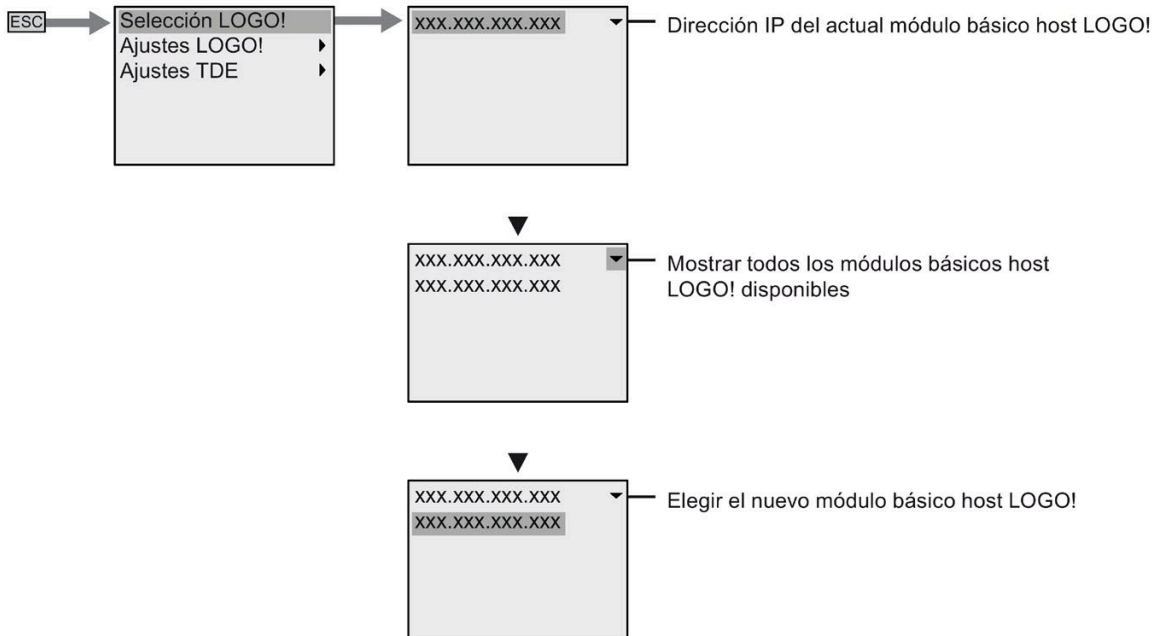 ESC
Selección LOGO!
Ajustes LOGO!
Ajustes TDE
xxx.xxx.xxx.xxx
Dirección IP del actual módulo básico host LOGO!
xxx.xxx.xxx.xxx
xxx.xxx.xxx.xxx
Mostrar todos los módulos básicos host
LOGO! disponibles
xxx.xxx.xxx.xxx
xxx.xxx.xxx.xxx
Elegir el nuevo módulo básico host LOGO!